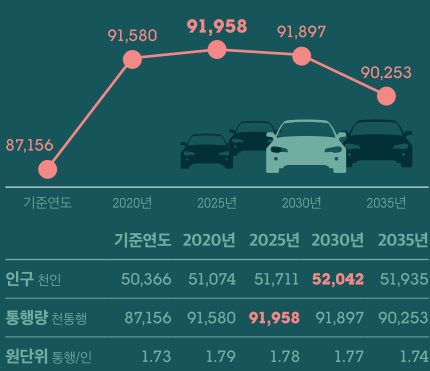 91,580 91,958 91,897
90,253
87,156
기준연도 2020년 2025년 2030년 2035년
기준연도 2020년 2025년 2030년 2035년
인구 천인 50,366 51,074 51,711 52,042 51,935
통행량 천통행 87,156 91,580 91,958 91,897 90,253
원단위 통행/인 1.73 1.79 1.78 1.77 1.74